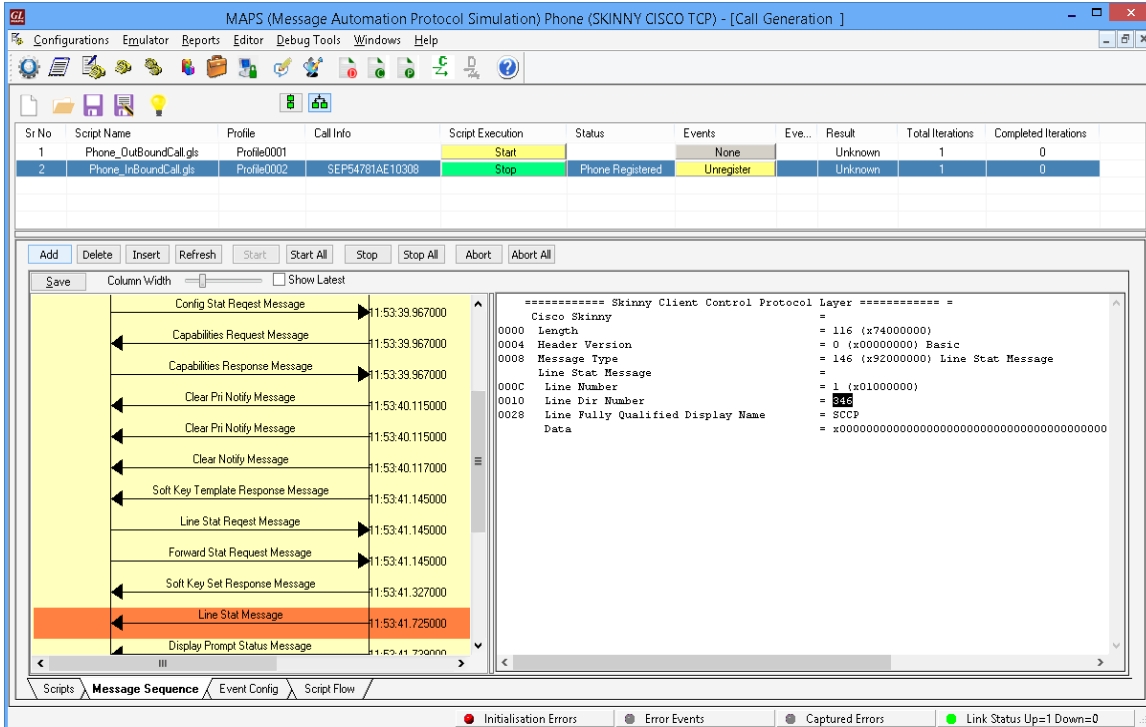 GL
MAPS (Message Automation Protocol Simulation) Phone (SKINNY CISCO TCP) - [Call Generation ]
Configurations Emulator Reports Editor Debug Tools Windows Help
Sr No Script Name Profile Call Info Script Execution Status Events Eve... Result Total Iterations Completed Iterations
1 Phone_OutBoundCall.gls Profile0001 Start None Unknown 1 0
2 Phone_InBoundCall.gls Profile0002 SEP54781AE10308 Stop Phone Registered Unregister Unknown 1 0
Add Delete Insert Refresh Start Start All Stop Stop All Abort Abort All
Save Column Width Show Latest
Config Stat Reqest Message
11:53:39.967000
Capabilities Request Message
11:53:39.967000
Capabilities Response Message
11:53:39.967000
Clear Pri Notify Message
11:53:40.115000
Clear Pri Notify Message
11:53:40.115000
Clear Notify Message
11:53:40.117000
Soft Key Template Response Message
11:53:41.145000
Line Stat Reqest Message
11:53:41.145000
Forward Stat Request Message
11:53:41.145000
Soft Key Set Response Message
11:53:41.327000
Line Stat Message
11:53:41.725000
Display Prompt Status Message
11:53:41.729000
============ Skinny Client Control Protocol Layer ============ =
Cisco Skinny =
0000 Length = 116 (x74000000)
0004 Header Version = 0 (x00000000) Basic
0008 Message Type = 146 (x92000000) Line Stat Message
Line Stat Message =
000C Line Number = 1 (x01000000)
0010 Line Dir Number = 346
0028 Line Fully Qualified Display Name = SCCP
Data = x00000000000000000000000000000000000000
Scripts Message Sequence Event Config Script Flow
Initialisation Errors Error Events Captured Errors Link Status Up=1 Down=0